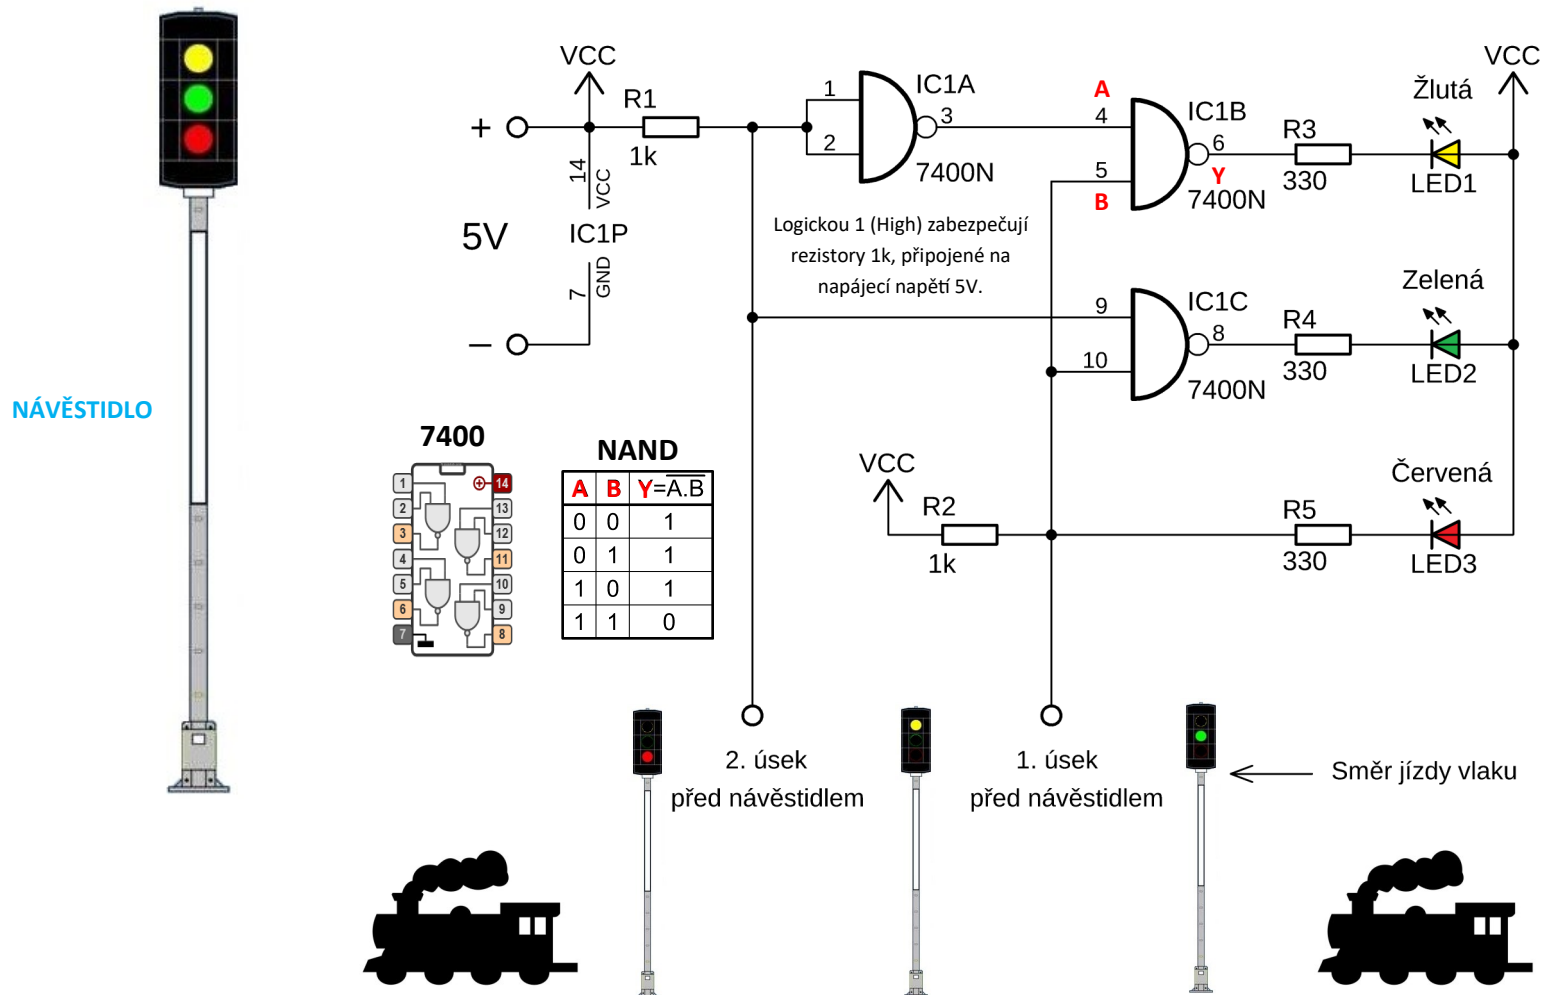 VCC
VCC
R1
1k
+
14
VCC
5V
IC1P
7
GND
−
1
2
IC1A
3
7400N
A
4
5
B
IC1B
6
Y
7400N
R3
330
Žlutá
LED1
Logickou 1 (High) zabezpečují
rezistory 1k, připojené na
napájecí napětí 5V.
9
10
IC1C
8
7400N
R4
330
Zelená
LED2
NÁVĚSTIDLO
7400
1
2
3
4
5
6
7
14
13
12
11
10
9
8
NAND
A B Y=A.B
0 0 1
0 1 1
1 0 1
1 1 0
VCC
R2
1k
R5
330
Červená
LED3
2. úsek
před návěstidlem
1. úsek
před návěstidlem
Směr jízdy vlaku